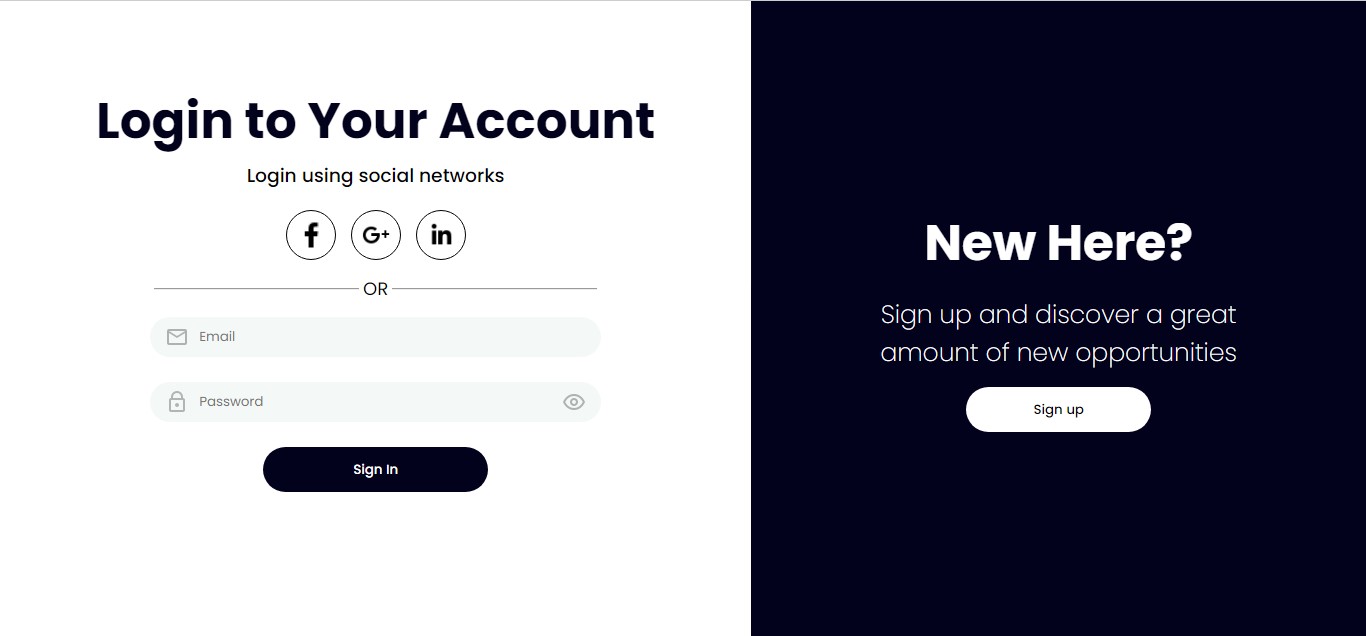 Login to Your Account
Login using social networks
f G+ in
OR
Email
Password
Sign In
New Here?
Sign up and discover a great
amount of new opportunities
Sign up